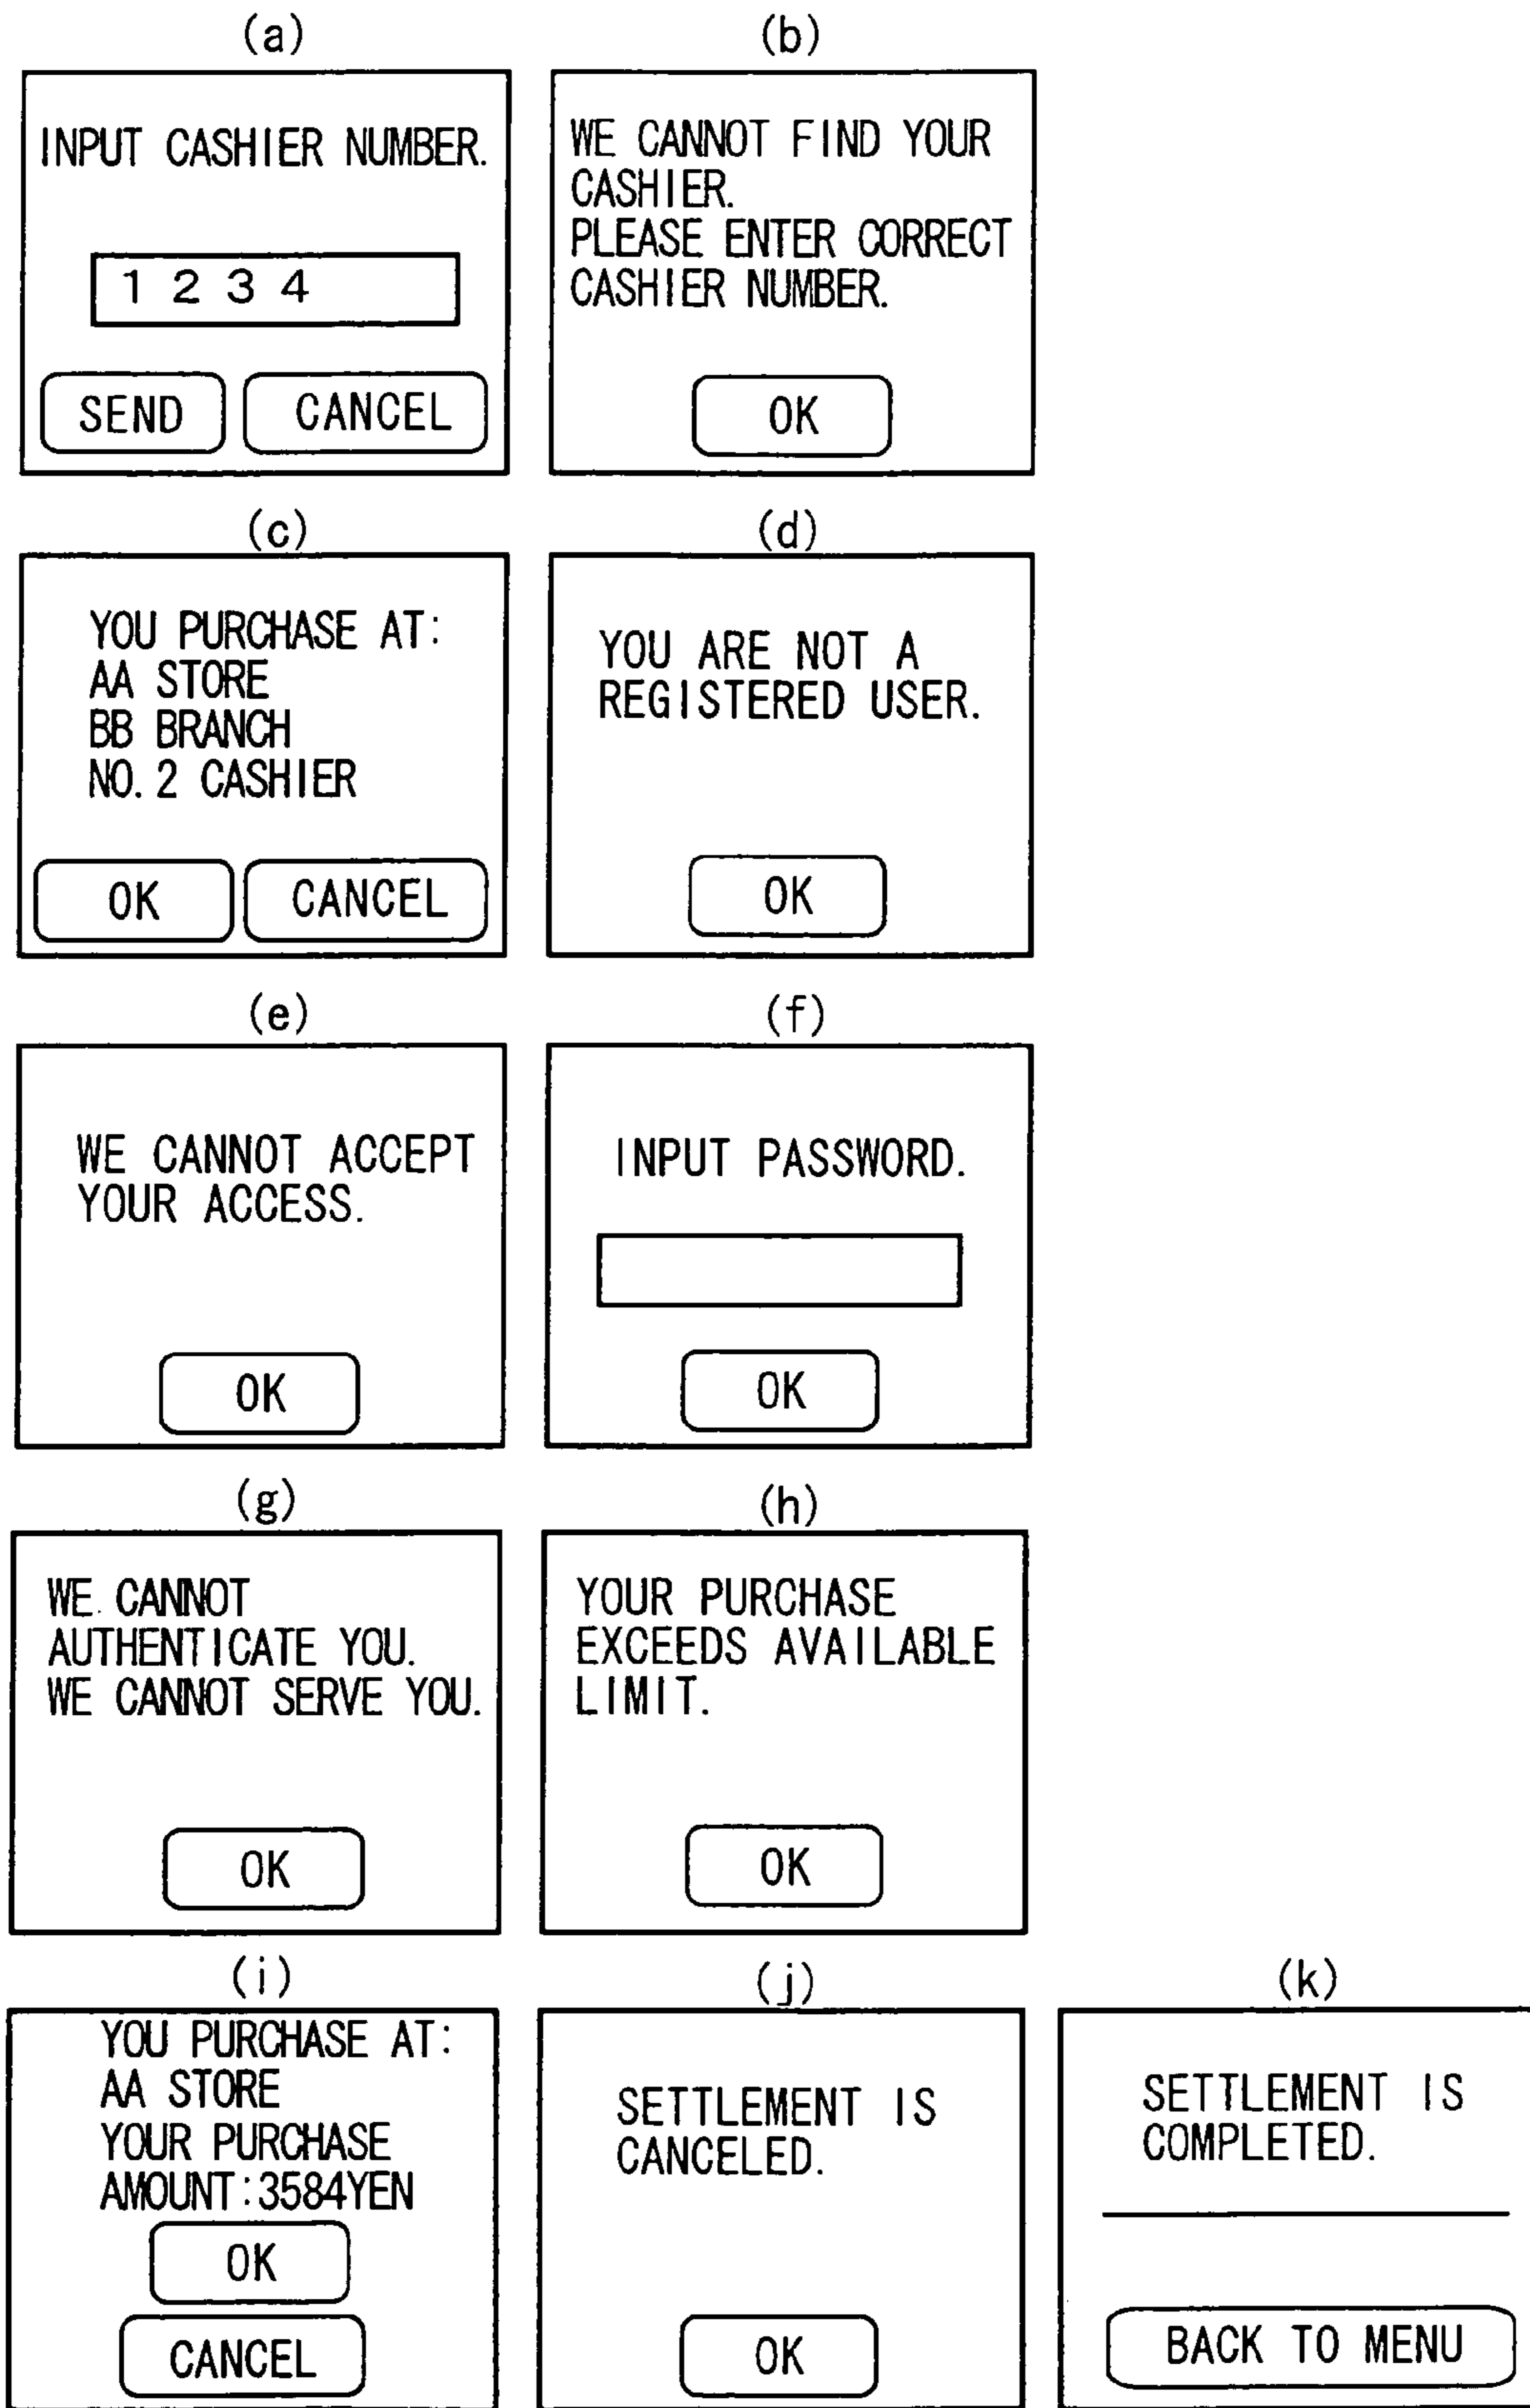 (a)
INPUT CASHIER NUMBER.
1 2 3 4
SEND CANCEL
(b)
WE CANNOT FIND YOUR
CASHIER.
PLEASE ENTER CORRECT
CASHIER NUMBER.
OK
(c)
YOU PURCHASE AT:
AA STORE
BB BRANCH
NO. 2 CASHIER
OK CANCEL
(d)
YOU ARE NOT A
REGISTERED USER.
OK
(e)
WE CANNOT ACCEPT
YOUR ACCESS.
OK
(f)
INPUT PASSWORD.
OK
(g)
WE CANNOT
AUTHENTICATE YOU.
WE CANNOT SERVE YOU.
OK
(h)
YOUR PURCHASE
EXCEEDS AVAILABLE
LIMIT.
OK
(i)
YOU PURCHASE AT:
AA STORE
YOUR PURCHASE
AMOUNT:3584YEN
OK
CANCEL
(j)
SETTLEMENT IS
CANCELED.
OK
(k)
SETTLEMENT IS
COMPLETED.
BACK TO MENU